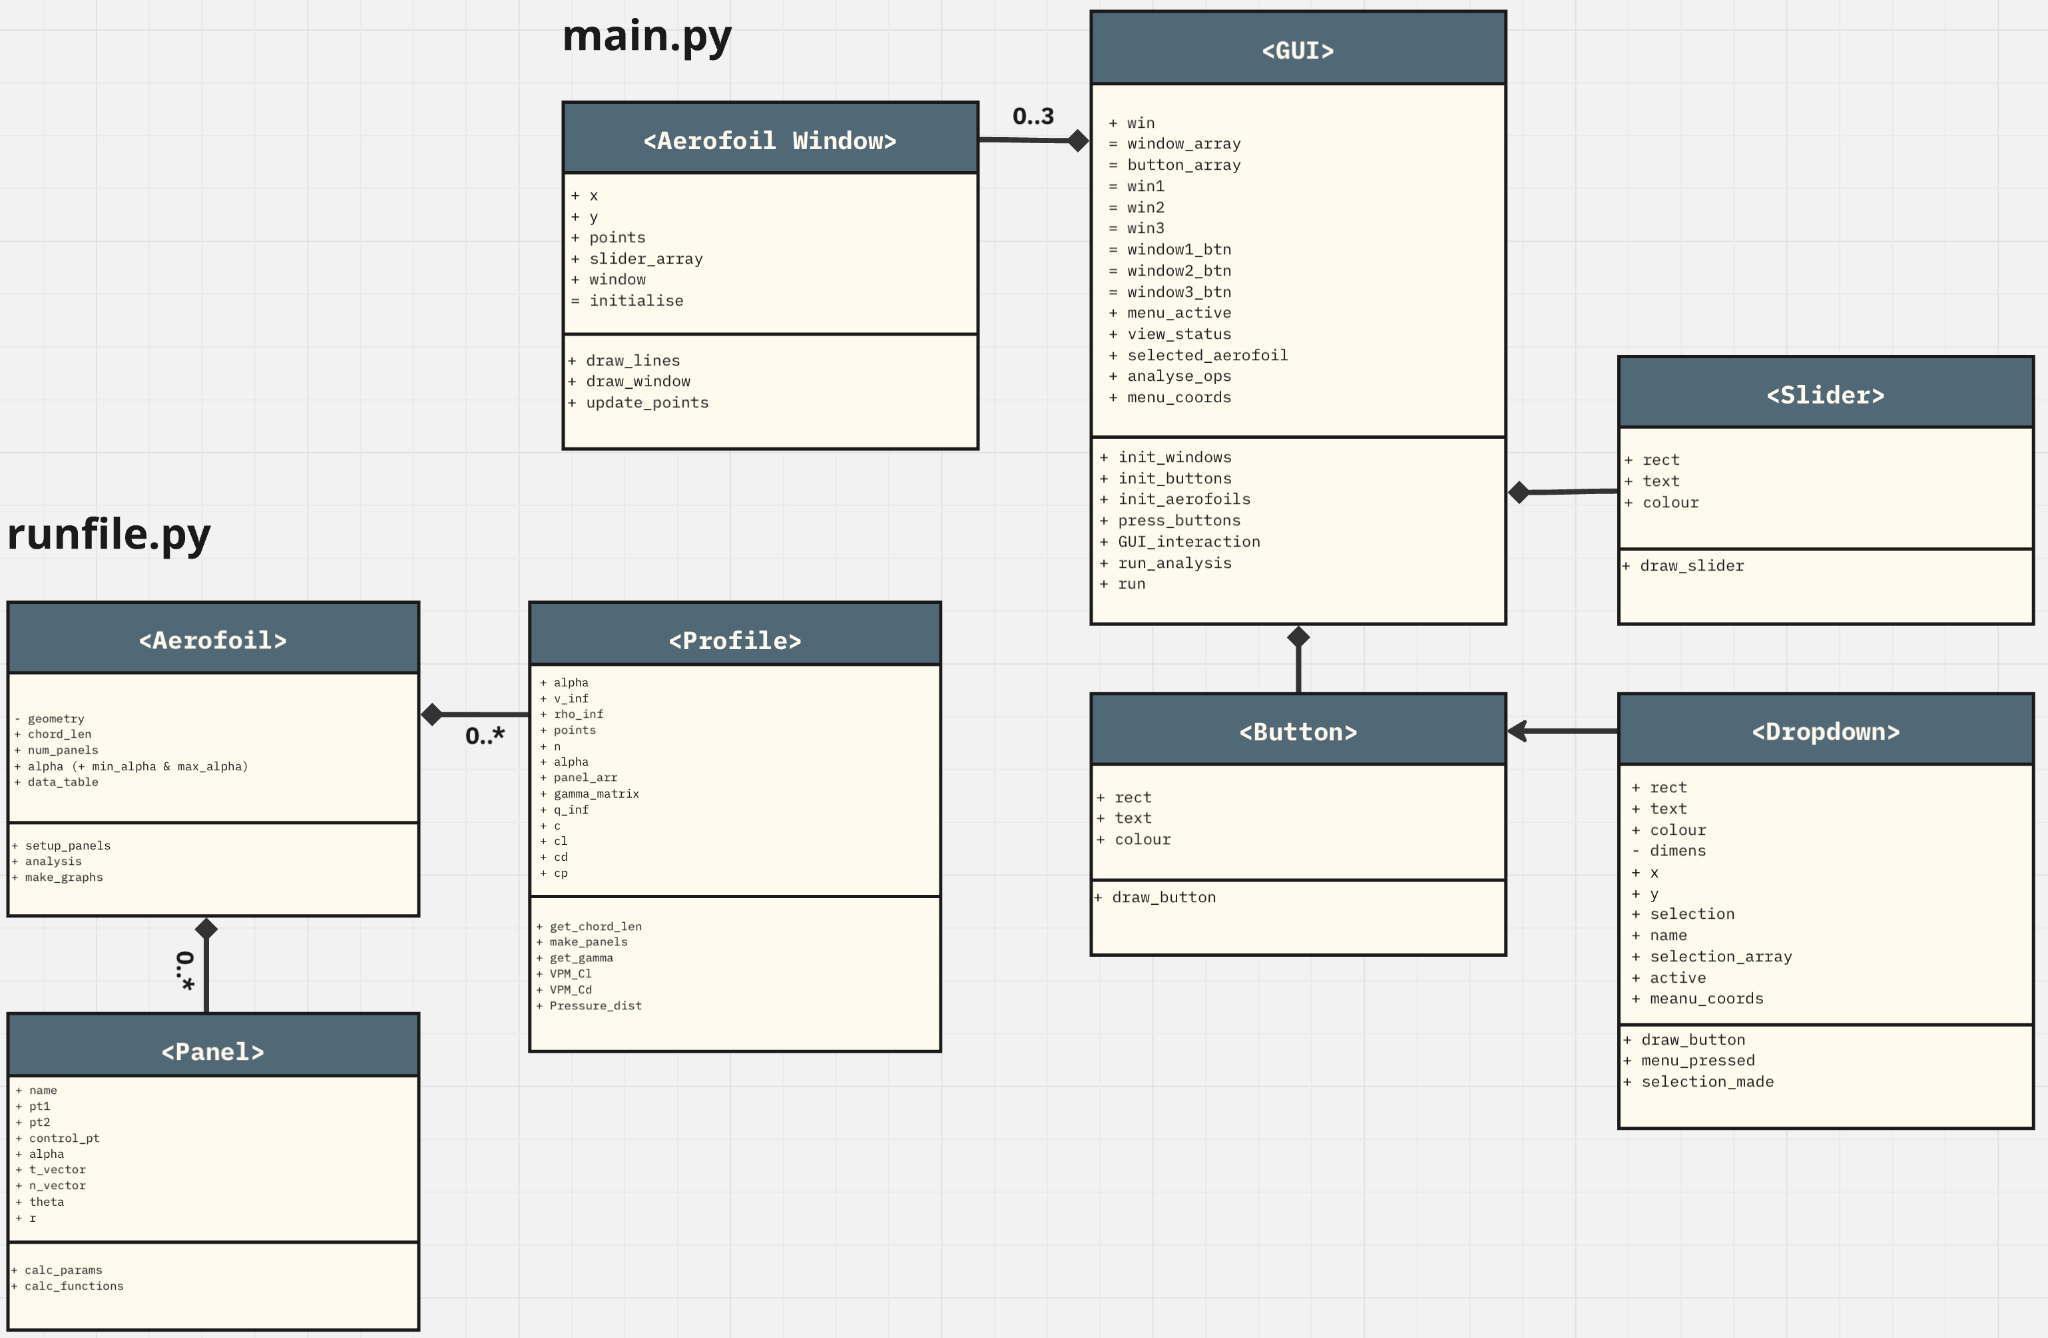 main.py
<GUI>
+ win
= window_array
= button_array
= win1
= win2
= win3
= window1_btn
= window2_btn
= window3_btn
+ menu_active
+ view_status
+ selected_aerofoil
+ analyse_ops
+ menu_coords
+ init_windows
+ init_buttons
+ init_aerofoils
+ press_buttons
+ GUI_interaction
+ run_analysis
+ run
0..3
<Aerofoil Window>
+ x
+ y
+ points
+ slider_array
+ window
= initialise
+ draw_lines
+ draw_window
+ update_points
<Slider>
+ rect
+ text
+ colour
+ draw_slider
runfile.py
<Aerofoil>
- geometry
+ chord_len
+ num_panels
+ alpha (+ min_alpha & max_alpha)
+ data_table
+ setup_panels
+ analysis
+ make_graphs
0..*
<Profile>
+ alpha
+ v_inf
+ rho_inf
+ points
+ n
+ alpha
+ panel_arr
+ gamma_matrix
+ q_inf
+ c
+ cl
+ cd
+ cp
+ get_chord_len
+ make_panels
+ get_gamma
+ VPM_Cl
+ VPM_Cd
+ Pressure_dist
<Button>
+ rect
+ text
+ colour
+ draw_button
<Dropdown>
+ rect
+ text
+ colour
- dimens
+ x
+ y
+ selection
+ name
+ selection_array
+ active
+ meanu_coords
+ draw_button
+ menu_pressed
+ selection_made
0..*
<Panel>
+ name
+ pt1
+ pt2
+ control_pt
+ alpha
+ t_vector
+ n_vector
+ theta
+ r
+ calc_params
+ calc_functions